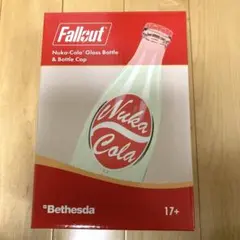 Fallout
Nuka-Cola® Glass Bottle
& Bottle Cap
Nuka
Cola
Bethesda
17+